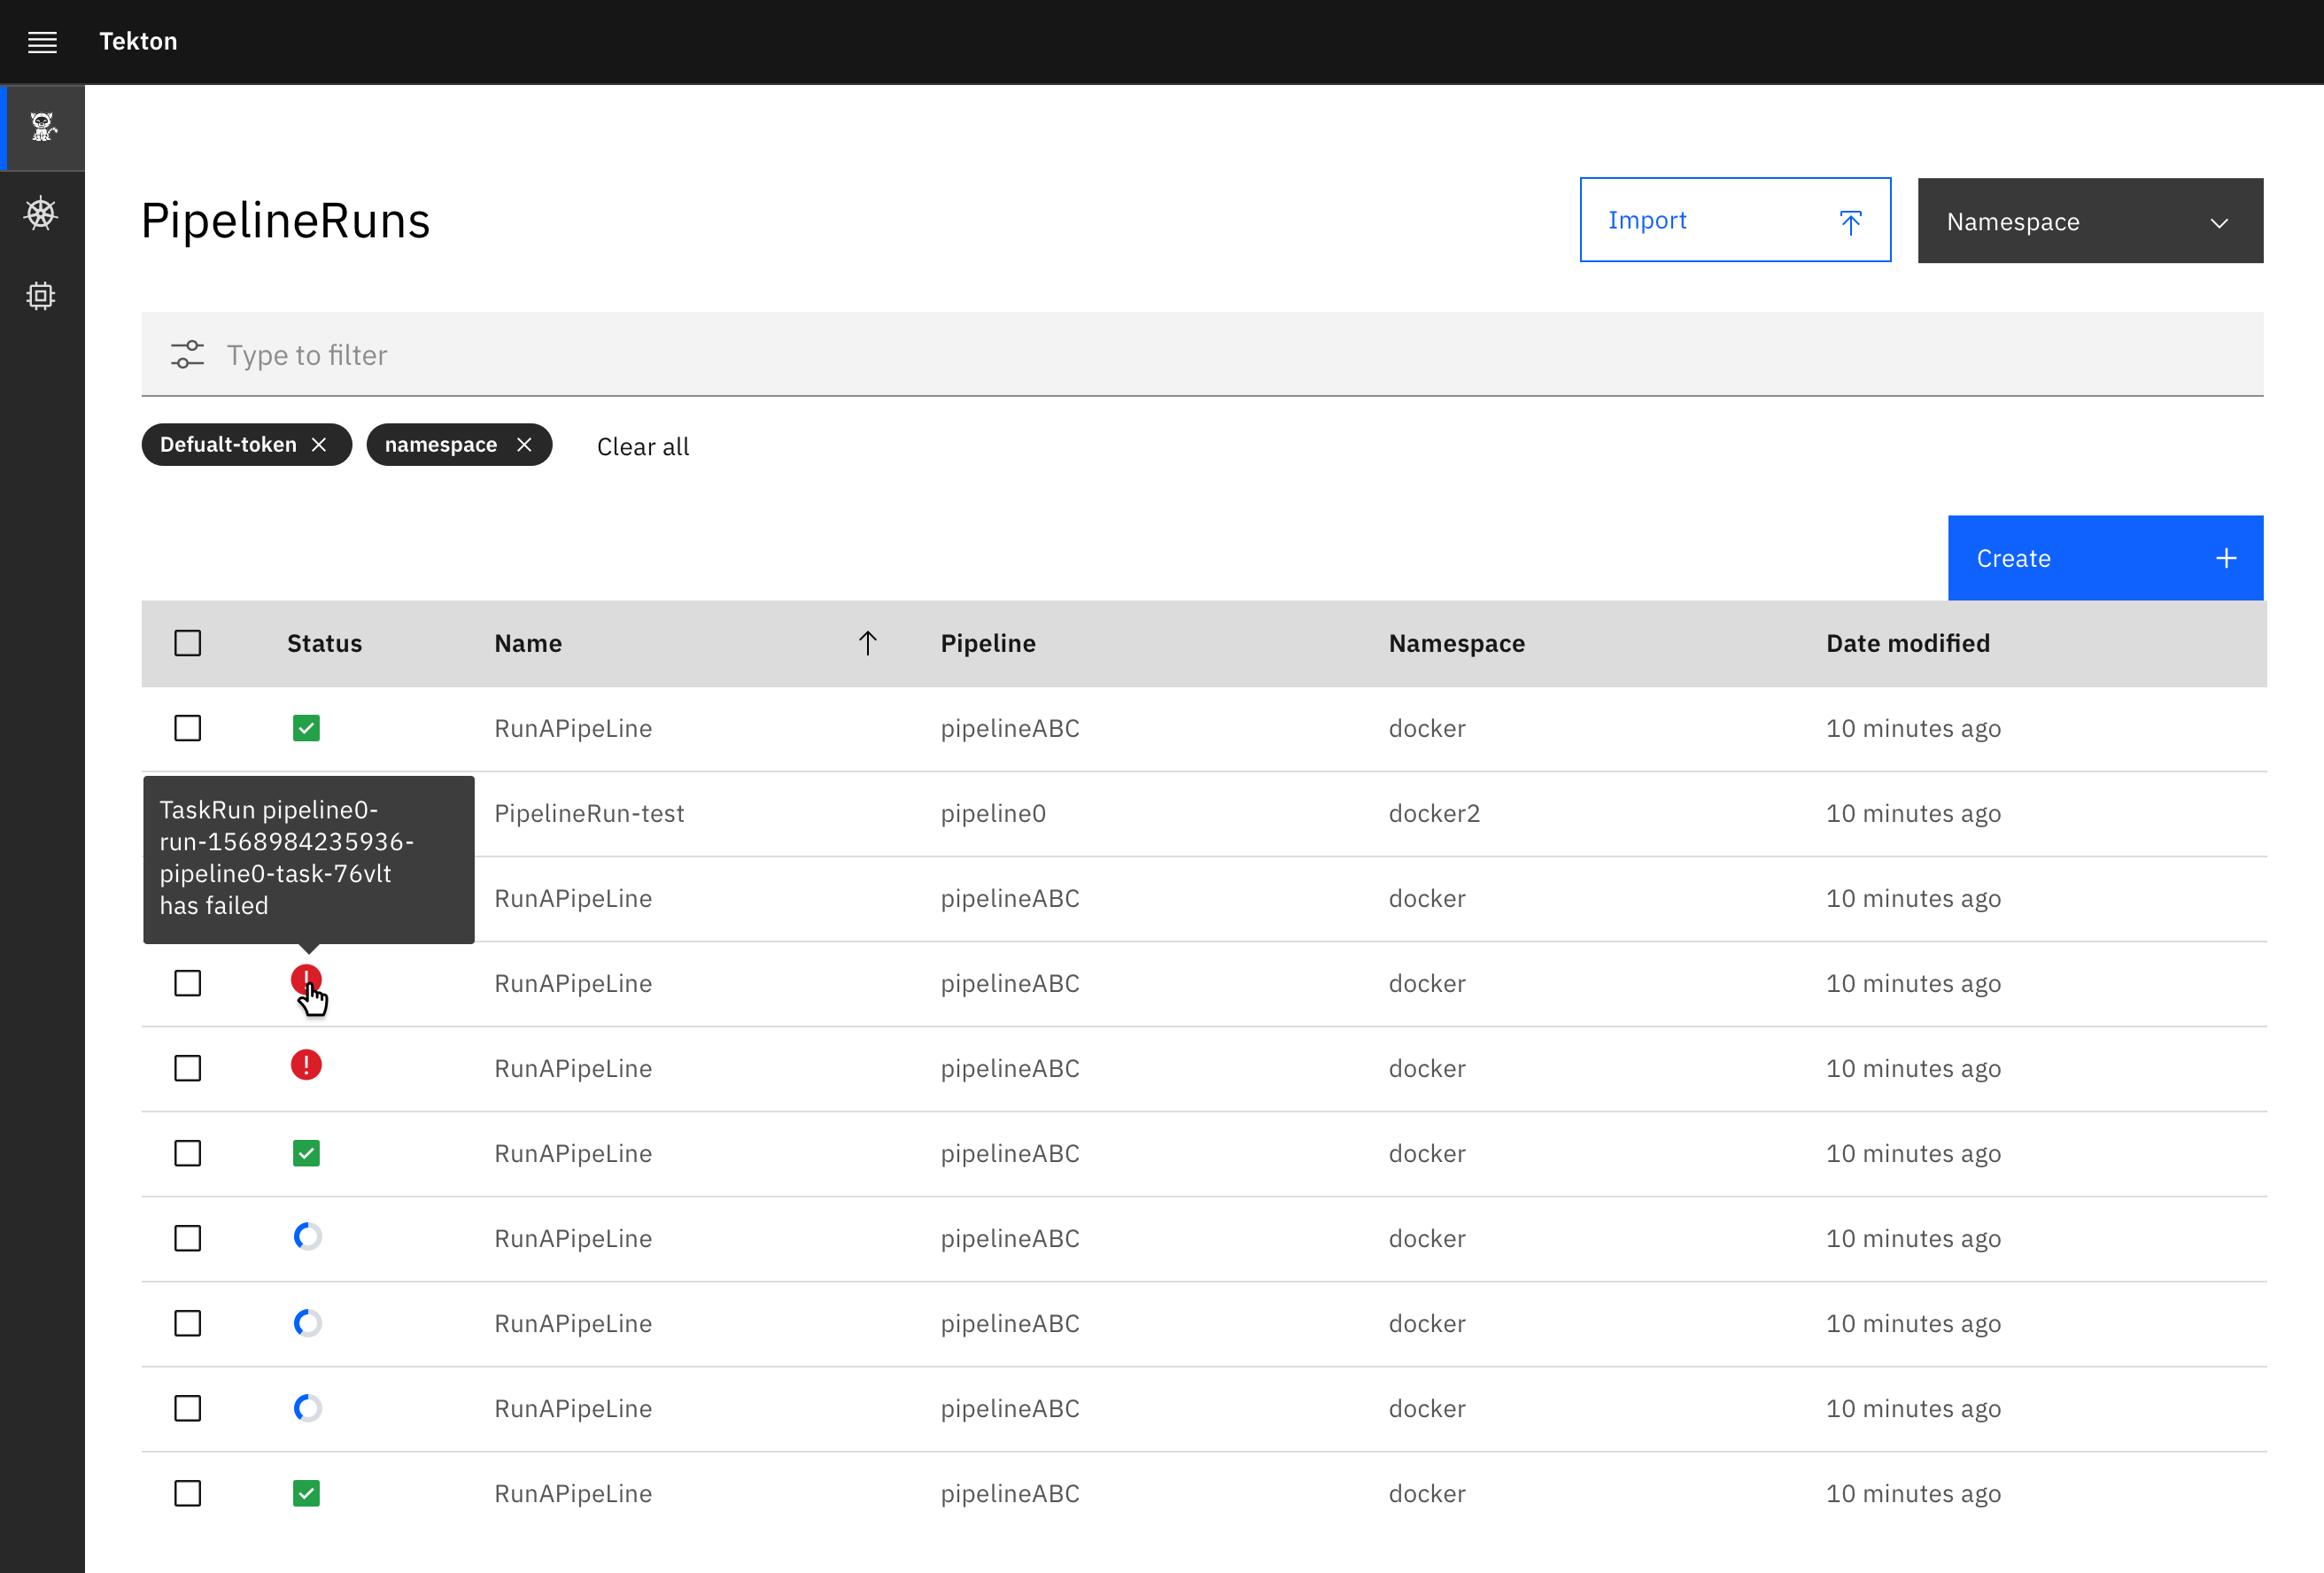 Tekton
PipelineRuns
Import
Namespace
Type to filter
Defualt-token
namespace
Clear all
Create
Status Name Pipeline Namespace Date modified
RunAPipeLine pipelineABC docker 10 minutes ago
TaskRun pipeline0-
run-1568984235936-
pipeline0-task-76vlt
has failed
PipelineRun-test pipeline0 docker2 10 minutes ago
RunAPipeLine pipelineABC docker 10 minutes ago
RunAPipeLine pipelineABC docker 10 minutes ago
RunAPipeLine pipelineABC docker 10 minutes ago
RunAPipeLine pipelineABC docker 10 minutes ago
RunAPipeLine pipelineABC docker 10 minutes ago
RunAPipeLine pipelineABC docker 10 minutes ago
RunAPipeLine pipelineABC docker 10 minutes ago
RunAPipeLine pipelineABC docker 10 minutes ago